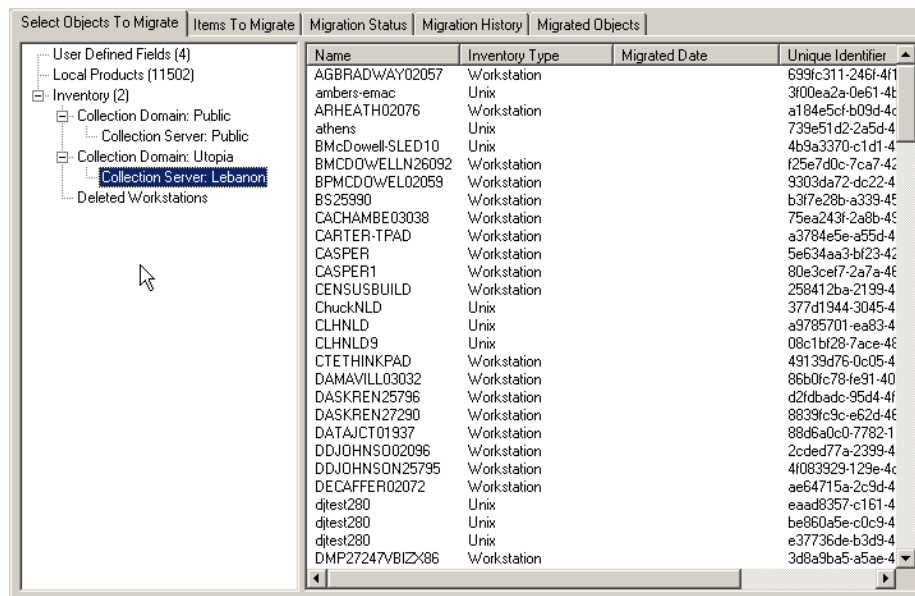 Select Objects To Migrate Items To Migrate Migration Status Migration History Migrated Objects
User Defined Fields (4)
Local Products (11502)
Inventory (2)
Collection Domain: Public
Collection Server: Public
Collection Domain: Utopia
Collection Server: Lebanon
Deleted Workstations
Name Inventory Type Migrated Date Unique Identifier
AGBRADWAY02057 Workstation 699fc311-246f-4f1
ambers-emac Unix 3f00ea2a-0e61-4b
ARHEATH02076 Workstation a184e5cf-b09d-4c
athens Unix 739e51d2-2a5d-4
BMcDowell-SLED10 Unix 4b9a3370-c1d1-4
BMCDOWELLN26092 Workstation f25e7d0c-7ca7-42
BPMCDOWEL02059 Workstation 9303da72-dc22-4
BS25990 Workstation b3f7e28b-a339-45
CACHAMBE03038 Workstation 75ea243f-2a8b-49
CARTER-TPAD Workstation a3784e5e-a55d-4
CASPER Workstation 5e634aa3-bf23-42
CASPER1 Workstation 80e3cef7-2a7a-46
CENSUSBUILD Workstation 258412ba-2199-4
ChuckNLD Unix 377d1944-3045-4
CLHNLD Unix a9785701-ea83-4
CLHNLD9 Unix 08c1bf28-7ace-48
CTETHINKPAD Workstation 49139d76-0c05-4
DAMAVILL03032 Workstation 86b0fc78-fe91-40
DASKREN25796 Workstation d2fdbadc-95d4-4f
DASKREN27290 Workstation 8839fc9c-e62d-46
DATAJCT01937 Workstation 88d6a0c0-7782-1
DDJOHNSO02096 Workstation 2cded77a-2399-4
DDJOHNSON25795 Workstation 4f083929-129e-4c
DECAFFER02072 Workstation ae64715a-2c9d-4
djtest280 Unix eaad8357-c161-4
djtest280 Unix be860a5e-c0c9-4
djtest280 Unix e37736de-b3d9-4
DMP27247VBIZX86 Workstation 3d8a9ba5-a5ae-4